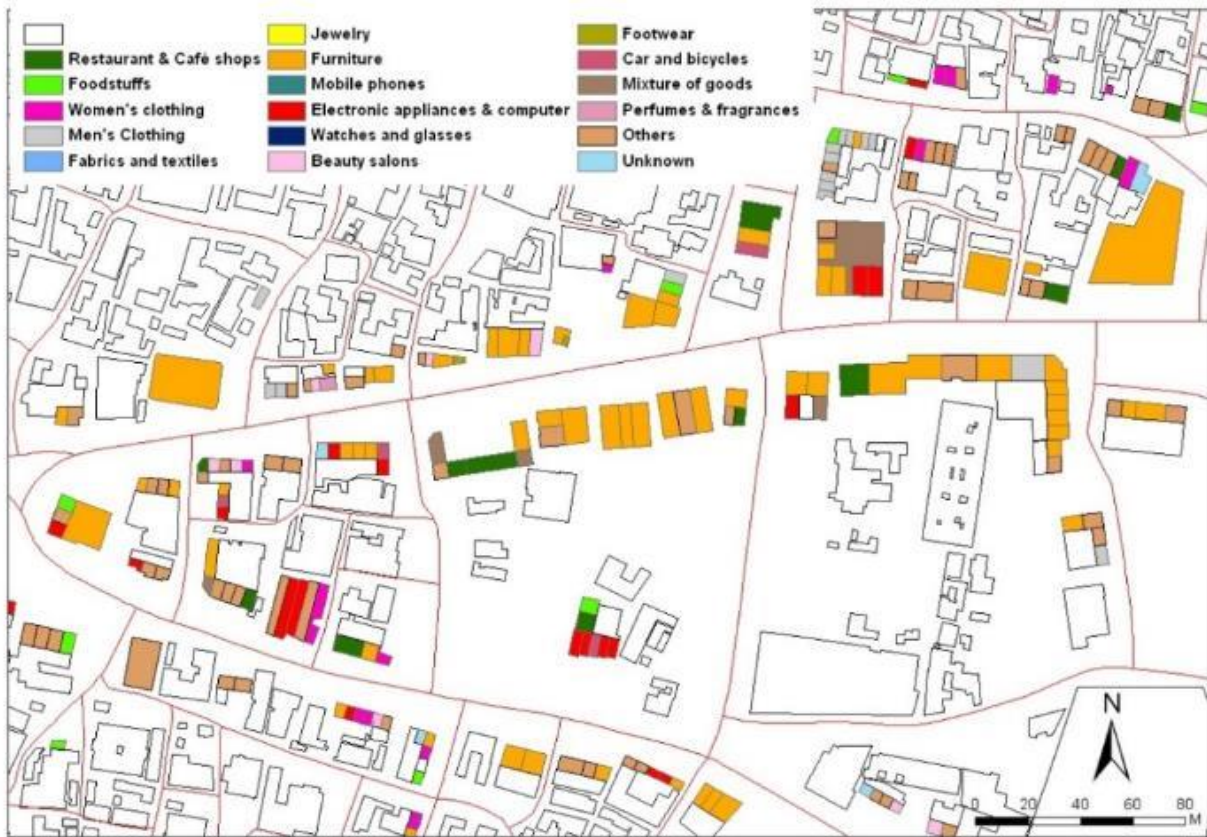 Jewelry
Footwear
Restaurant & Café shops
Furniture
Car and bicycles
Foodstuffs
Mobile phones
Mixture of goods
Women's clothing
Electronic appliances & computer
Perfumes & fragrances
Men's Clothing
Watches and glasses
Others
Fabrics and textiles
Beauty salons
Unknown
N
0 20 40 60 80
M